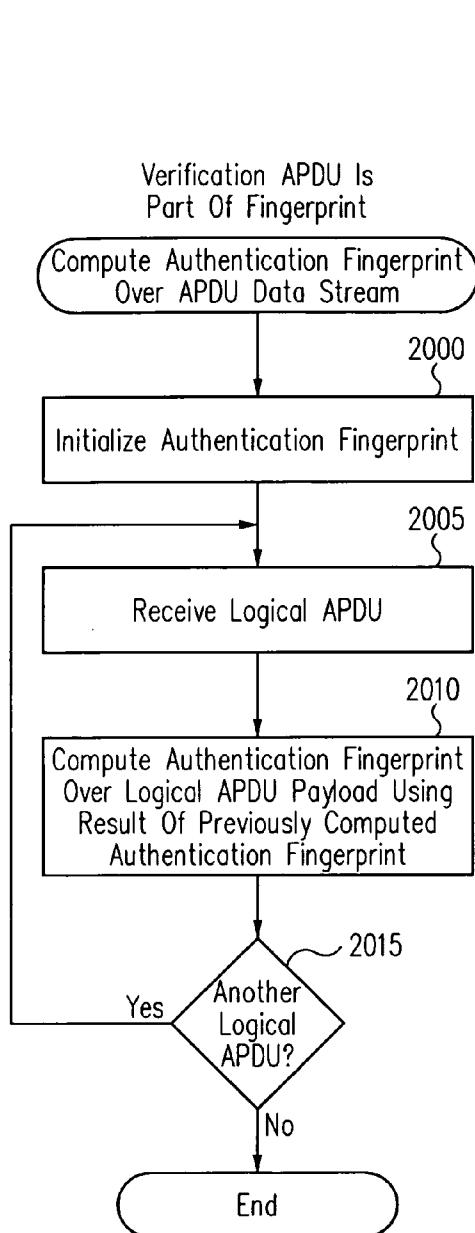 Verification APDU Is
Part Of Fingerprint
Compute Authentication Fingerprint
Over APDU Data Stream
2000
Initialize Authentication Fingerprint
2005
Receive Logical APDU
2010
Compute Authentication Fingerprint
Over Logical APDU Payload Using
Result Of Previously Computed
Authentication Fingerprint
2015
Another
Logical
APDU?
Yes
No
End